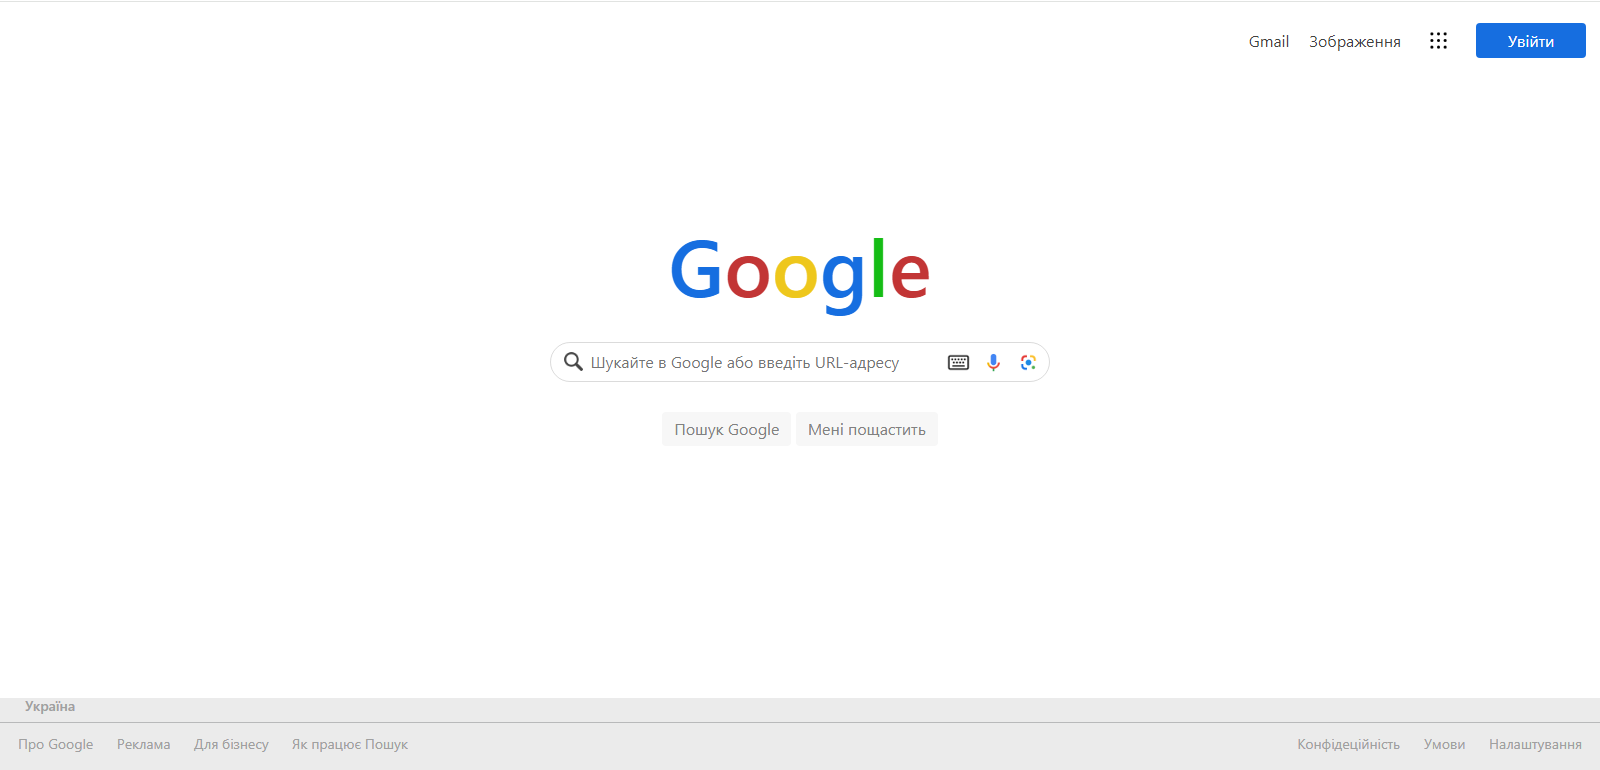 Gmail Зображення Увійти
Google
Шукайте в Google або введіть URL-адресу
Пошук Google Мені пощастить
Україна
Про Google Реклама Для бізнесу Як працює Пошук Конфідеційність Умови Налаштування